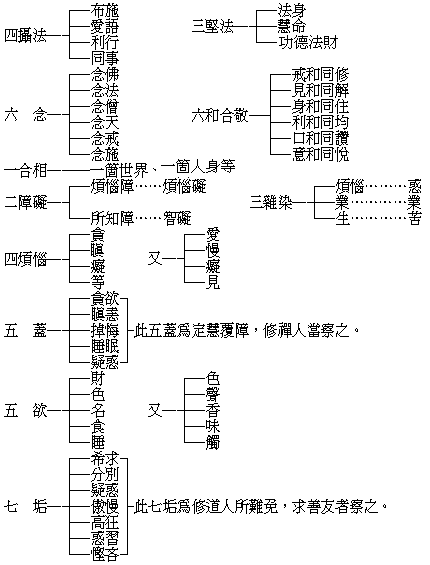 四攝法
布施
愛語
利行
同事
三堅法
法身
慧命
功德法財
六　念
念佛
念法
念僧
念天
念戒
念施
六和合敬
戒和同修
見和同解
身和同住
利和同均
口和同讚
意和同悅
一合相
一箇世界、一箇人身等
二障礙
煩惱障……煩惱礙
所知障……智礙
三雜染
煩惱…………惑
業…………業
生…………苦
四煩惱
貪
瞋
癡
等
又
愛
慢
癡
見
五　蓋
貪欲
瞋恚
掉悔
睡眠
疑惑
此五蓋爲定慧覆障，修禪人當察之。
五　欲
財
色
名
食
睡
又
色
聲
香
味
觸
七　垢
希求
分別
疑惑
傲慢
高狂
惑習
慳吝
此七垢爲修道人所難免，求善友者察之。